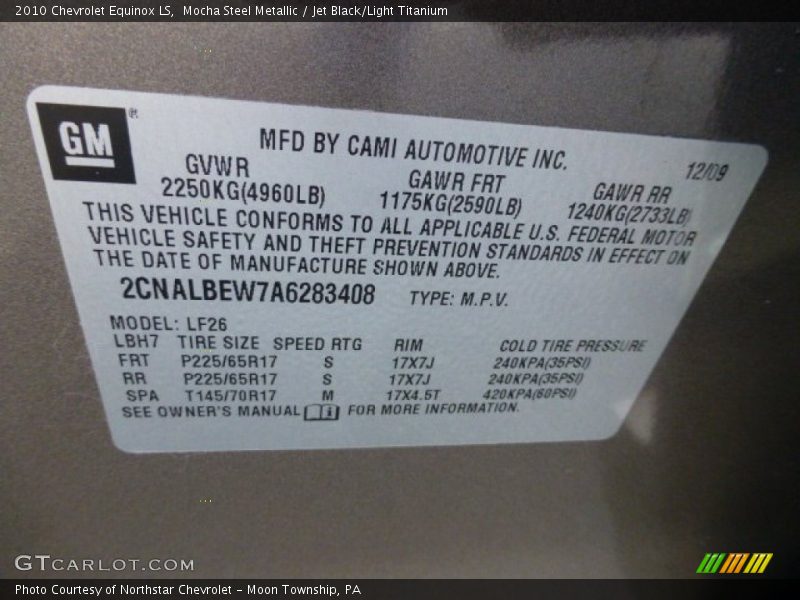 2010 Chevrolet Equinox LS,  Mocha Steel Metallic / Jet Black/Light Titanium
GM®
MFD BY CAMI AUTOMOTIVE INC.
12/09
GVWR GAWR FRT GAWR RR
2250KG(4960LB) 1175KG(2590LB) 1240KG(2733LB)
THIS VEHICLE CONFORMS TO ALL APPLICABLE U.S. FEDERAL MOTOR
VEHICLE SAFETY AND THEFT PREVENTION STANDARDS IN EFFECT ON
THE DATE OF MANUFACTURE SHOWN ABOVE.
2CNALBEW7A6283408 TYPE: M.P.V.
MODEL: LF26
LBH7 TIRE SIZE SPEED RTG RIM COLD TIRE PRESSURE
FRT P225/65R17 S 17X7J 240KPA(35PSI)
RR P225/65R17 S 17X7J 240KPA(35PSI)
SPA T145/70R17 M 17X4.5T 420KPA(60PSI)
SEE OWNER'S MANUAL FOR MORE INFORMATION.
GTCARLOT.COM
Photo Courtesy of Northstar Chevrolet - Moon Township, PA